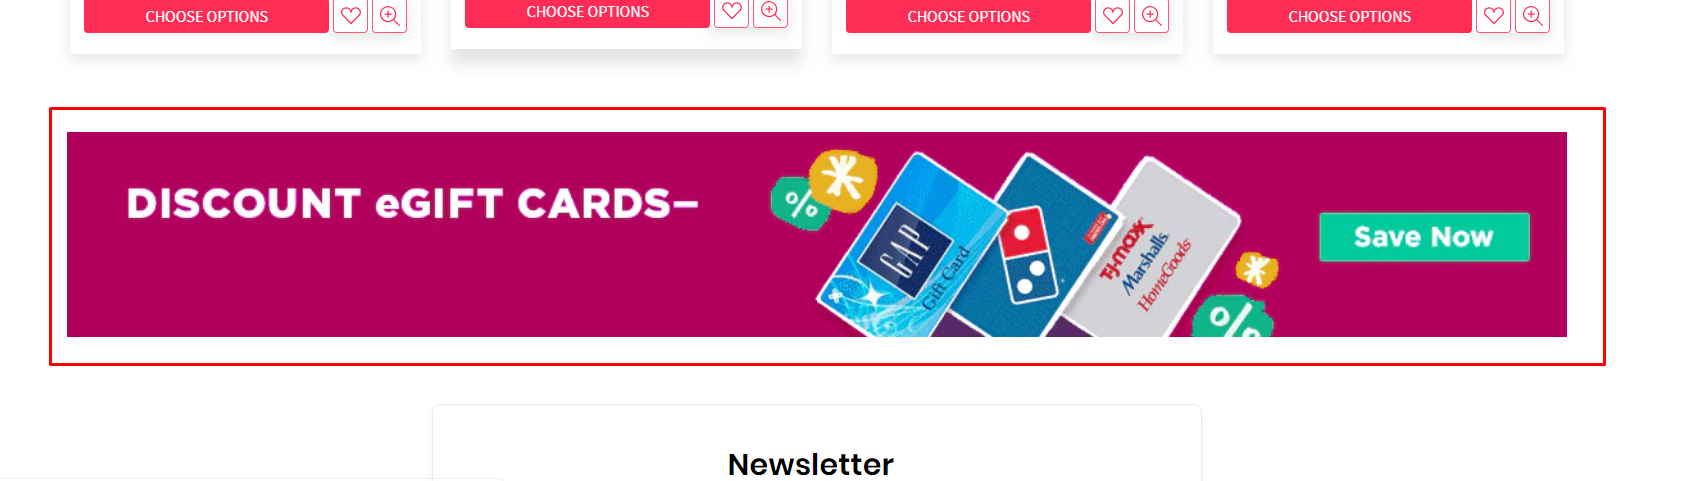 CHOOSE OPTIONS
CHOOSE OPTIONS
CHOOSE OPTIONS
CHOOSE OPTIONS
DISCOUNT eGIFT CARDS–
%
GAP
Gift Card
T·J·maxx
Marshalls
HomeGoods
Save Now
%
Newsletter